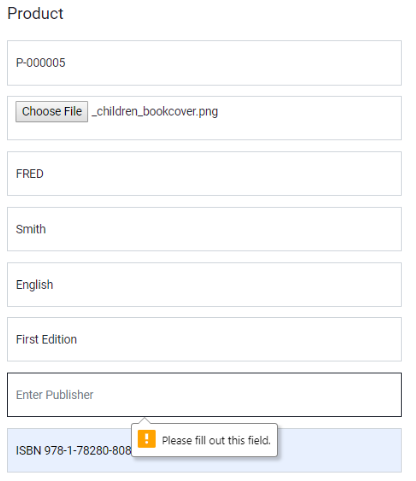 Product
P-000005
Choose File _children_bookcover.png
FRED
Smith
English
First Edition
Enter Publisher
Please fill out this field.
ISBN 978-1-78280-808